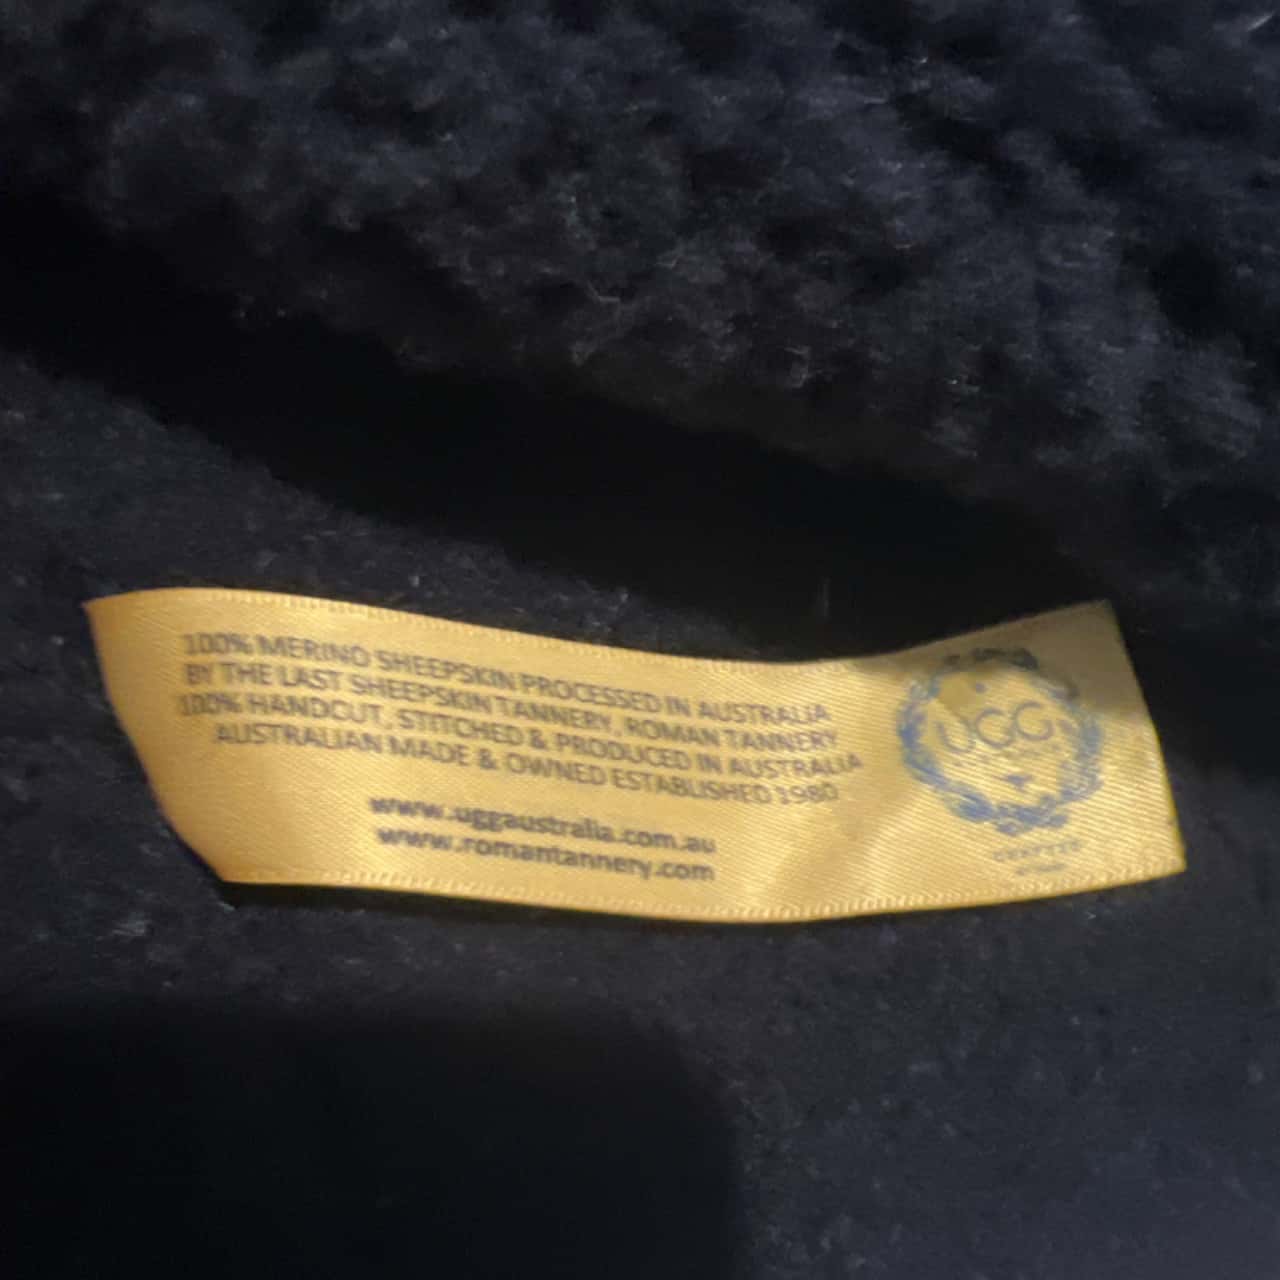 100% MERINO SHEEPSKIN PROCESSED IN AUSTRALIA
BY THE LAST SHEEPSKIN TANNERY, ROMAN TANNERY
100% HANDCUT, STITCHED & PRODUCED IN AUSTRALIA
AUSTRALIAN MADE & OWNED ESTABLISHED 1980
www.uggaustralia.com.au
www.romantannery.com
UGG
CRAFTED